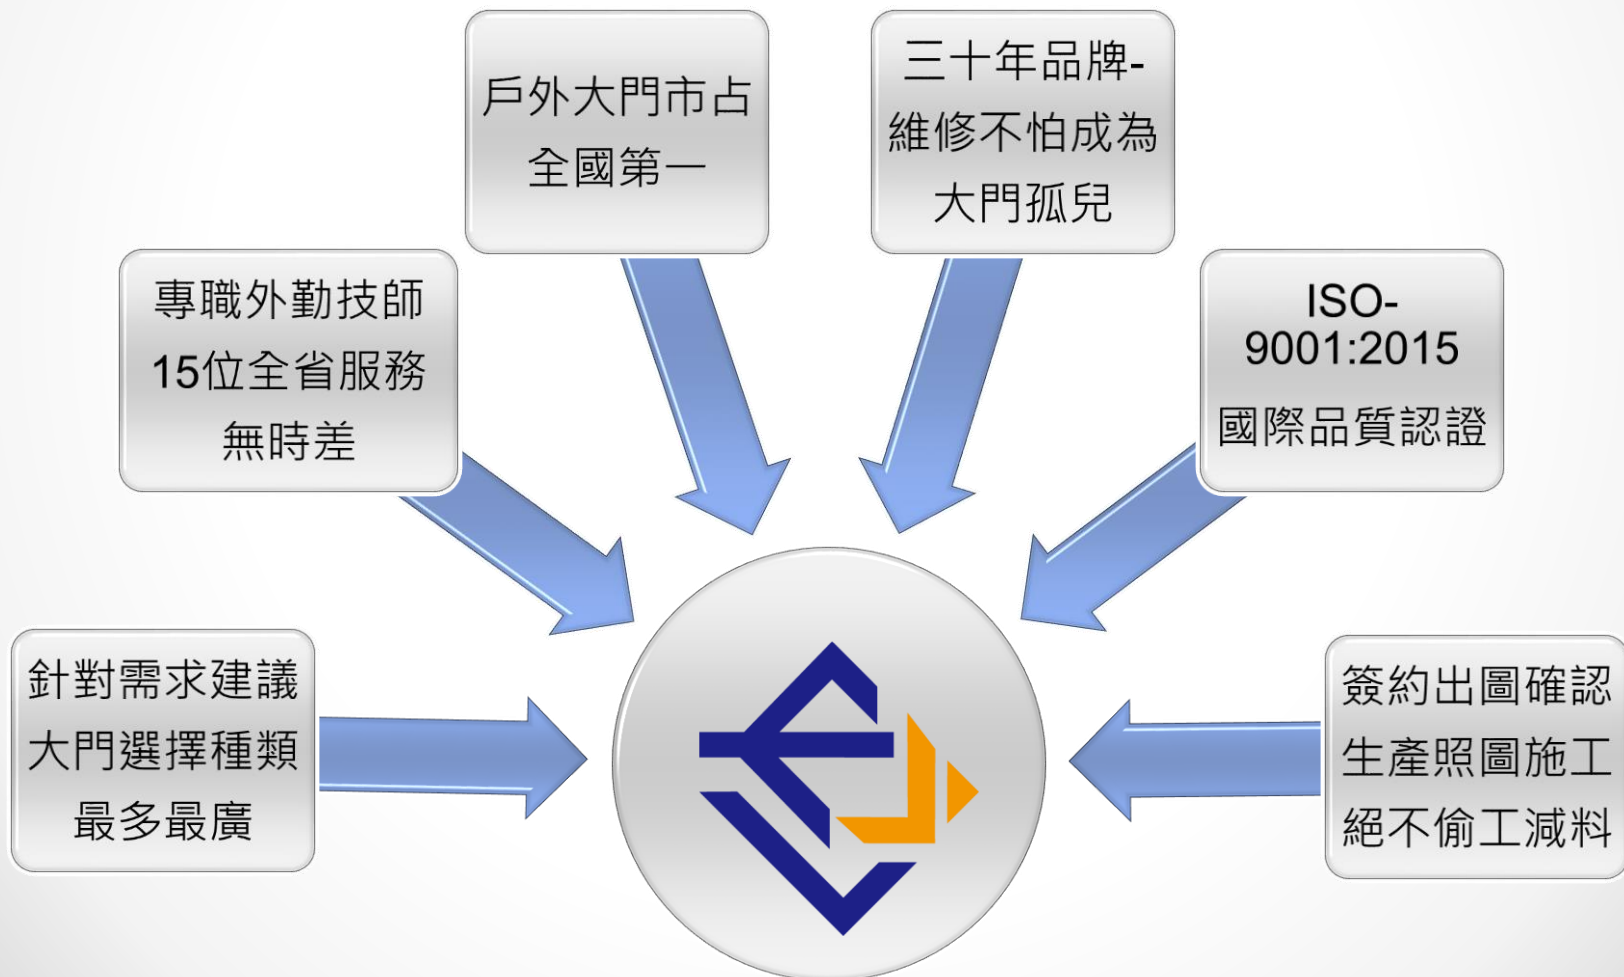 戶外大門市占
全國第一
三十年品牌-
維修不怕成為
大門孤兒
專職外勤技師
15位全省服務
無時差
ISO-
9001:2015
國際品質認證
針對需求建議
大門選擇種類
最多最廣
簽約出圖確認
生產照圖施工
絕不偷工減料